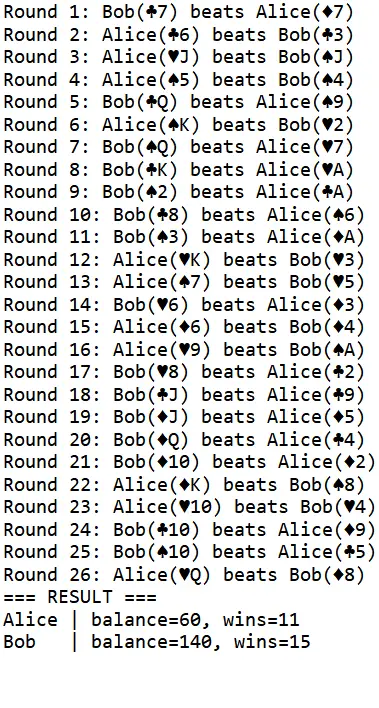 Round 1: Bob(♣7) beats Alice(♦7)
Round 2: Alice(♣6) beats Bob(♣3)
Round 3: Alice(♥J) beats Bob(♠J)
Round 4: Alice(♠5) beats Bob(♠4)
Round 5: Bob(♣Q) beats Alice(♠9)
Round 6: Alice(♠K) beats Bob(♥2)
Round 7: Bob(♠Q) beats Alice(♥7)
Round 8: Bob(♣K) beats Alice(♥A)
Round 9: Bob(♠2) beats Alice(♣A)
Round 10: Bob(♣8) beats Alice(♠6)
Round 11: Bob(♠3) beats Alice(♦A)
Round 12: Alice(♥K) beats Bob(♥3)
Round 13: Alice(♠7) beats Bob(♥5)
Round 14: Bob(♥6) beats Alice(♦3)
Round 15: Alice(♦6) beats Bob(♦4)
Round 16: Alice(♥9) beats Bob(♠A)
Round 17: Bob(♥8) beats Alice(♣2)
Round 18: Bob(♣J) beats Alice(♣9)
Round 19: Bob(♦J) beats Alice(♦5)
Round 20: Bob(♦Q) beats Alice(♣4)
Round 21: Bob(♦10) beats Alice(♦2)
Round 22: Alice(♦K) beats Bob(♠8)
Round 23: Alice(♥10) beats Bob(♥4)
Round 24: Bob(♣10) beats Alice(♦9)
Round 25: Bob(♠10) beats Alice(♣5)
Round 26: Alice(♥Q) beats Bob(♦8)
=== RESULT ===
Alice | balance=60, wins=11
Bob   | balance=140, wins=15